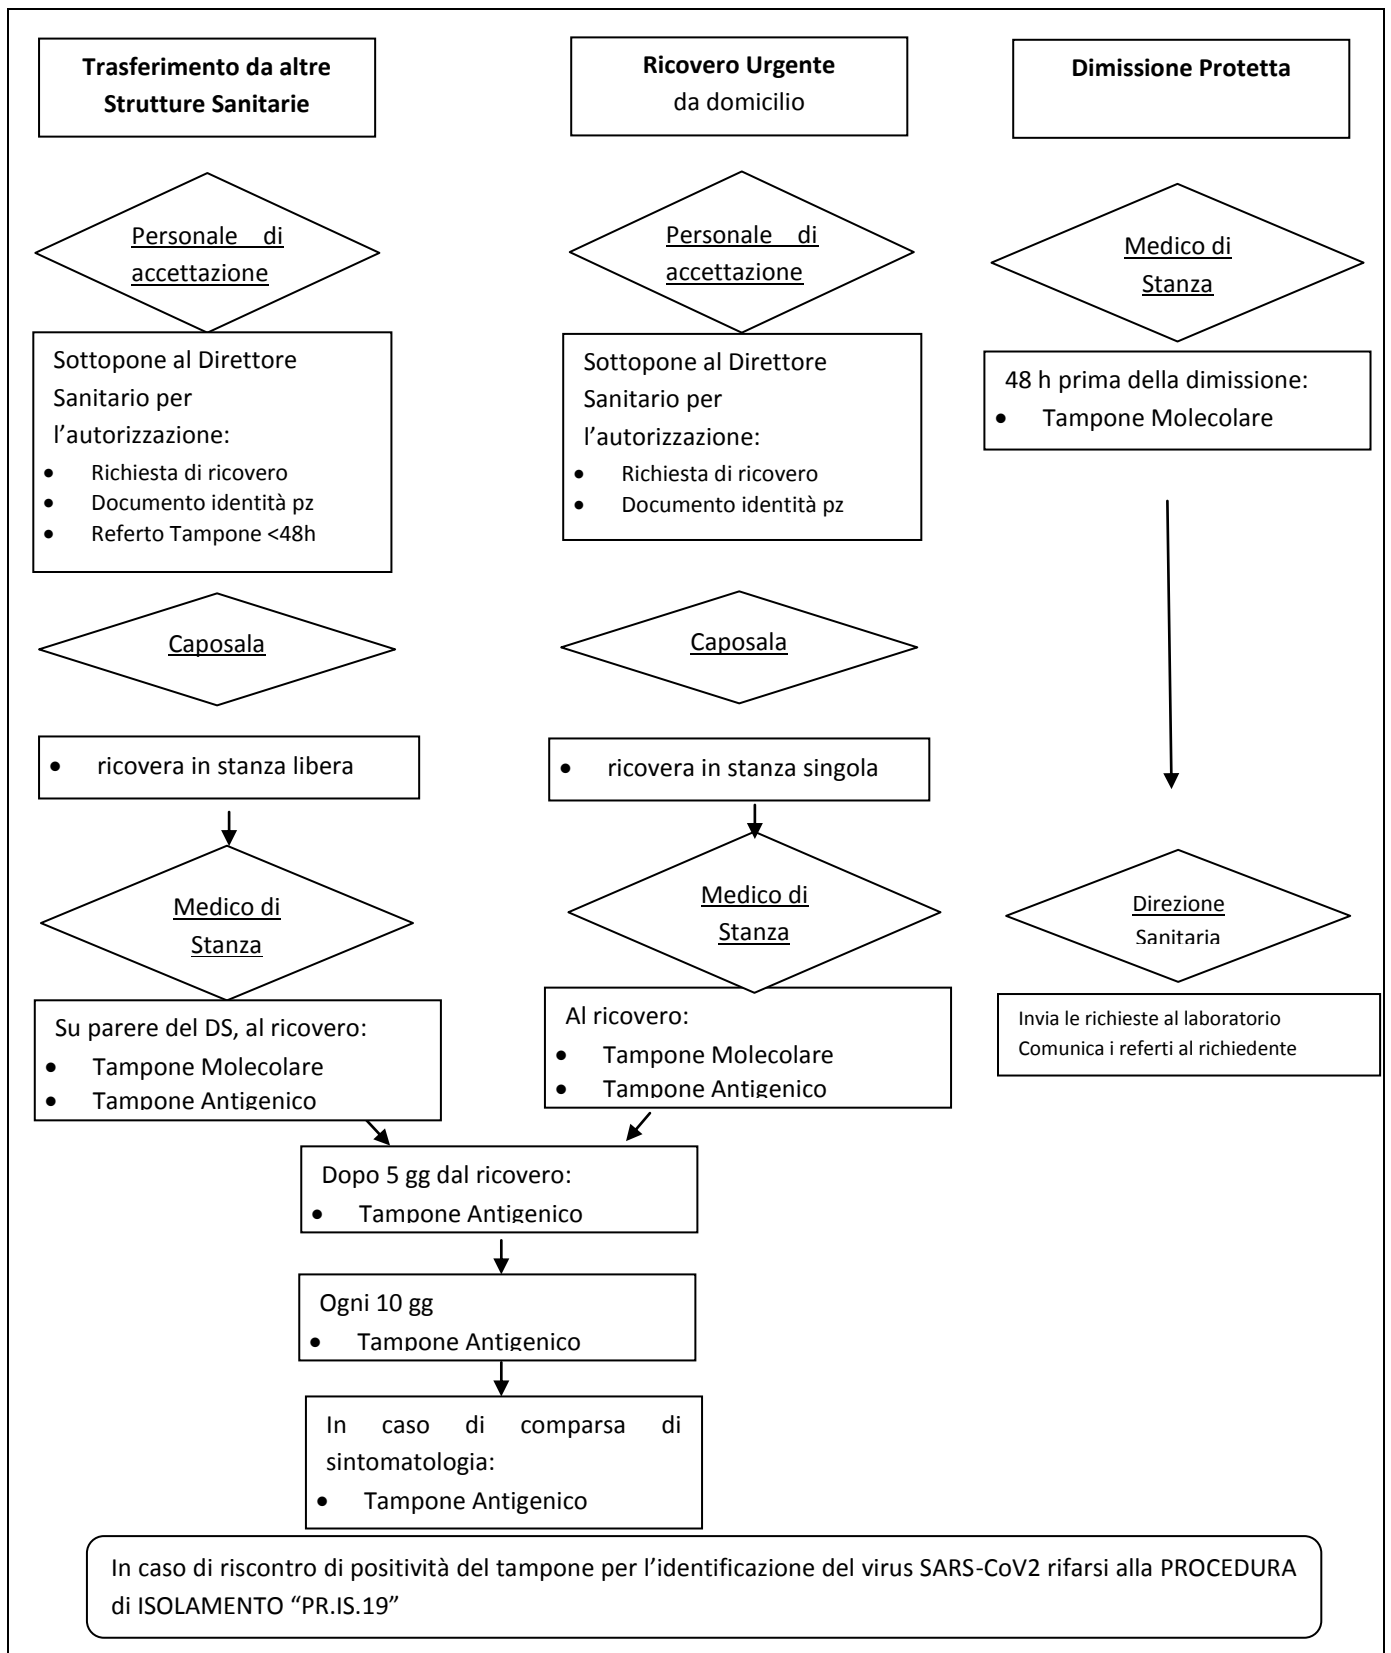 Trasferimento da altre
Strutture Sanitarie
Personale di
accettazione
Sottopone al Direttore
Sanitario per
l’autorizzazione:
• Richiesta di ricovero
• Documento identità pz
• Referto Tampone <48h
Caposala
• ricovera in stanza libera
Medico di
Stanza
Su parere del DS, al ricovero:
• Tampone Molecolare
• Tampone Antigenico
Ricovero Urgente
da domicilio
Personale di
accettazione
Sottopone al Direttore
Sanitario per
l’autorizzazione:
• Richiesta di ricovero
• Documento identità pz
Caposala
• ricovera in stanza singola
Medico di
Stanza
Al ricovero:
• Tampone Molecolare
• Tampone Antigenico
Dopo 5 gg dal ricovero:
• Tampone Antigenico
Ogni 10 gg
• Tampone Antigenico
In caso di comparsa di
sintomatologia:
• Tampone Antigenico
Dimissione Protetta
Medico di
Stanza
48 h prima della dimissione:
• Tampone Molecolare
Direzione
Sanitaria
Invia le richieste al laboratorio
Comunica i referti al richiedente
In caso di riscontro di positività del tampone per l’identificazione del virus SARS-CoV2 rifarsi alla PROCEDURA
di ISOLAMENTO “PR.IS.19”